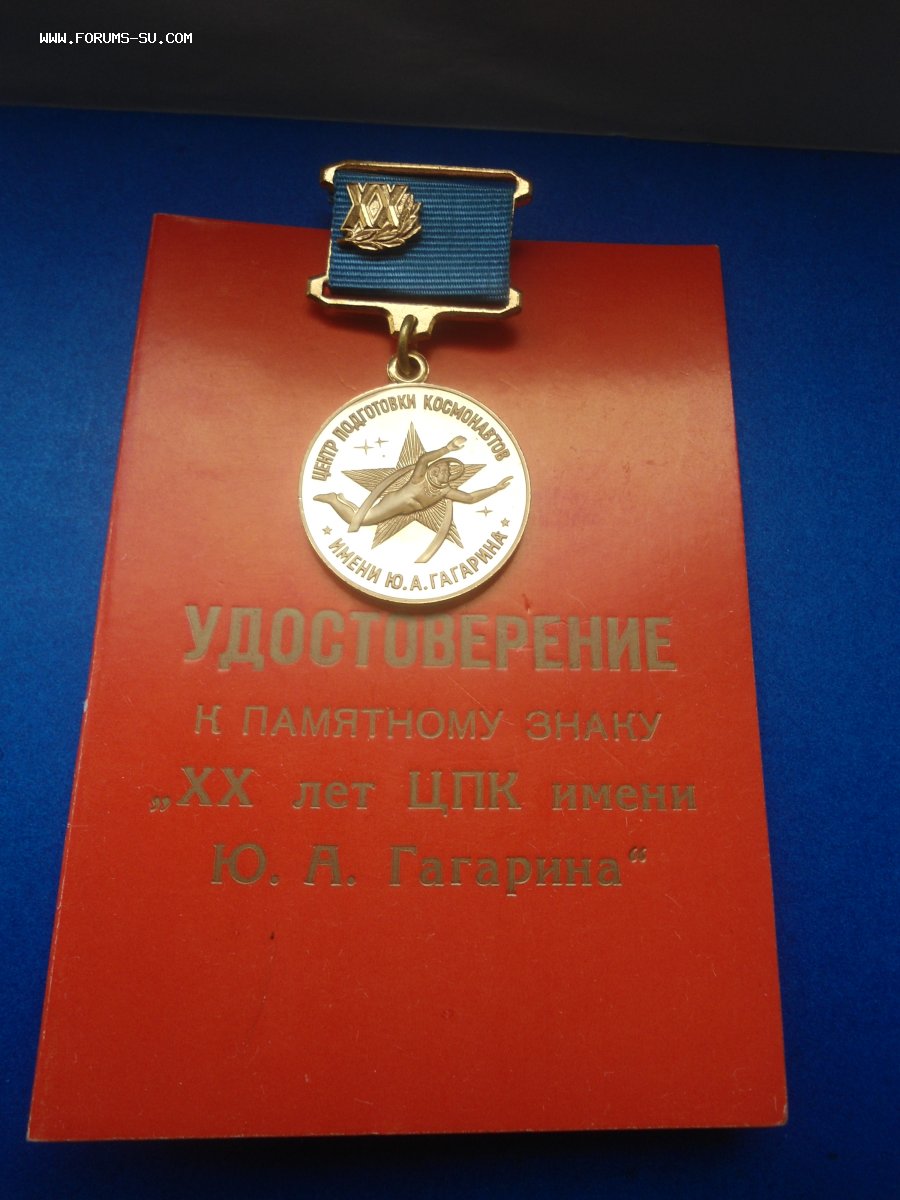 WWW.FORUMS-SU.COM
XX
ЦЕНТР ПОДГОТОВКИ КОСМОНАВТОВ
ИМЕНИ Ю.А.ГАГАРИНА
УДОСТОВЕРЕНИЕ
К ПАМЯТНОМУ ЗНАКУ
„XX лет ЦПК имени
Ю. А. Гагарина“